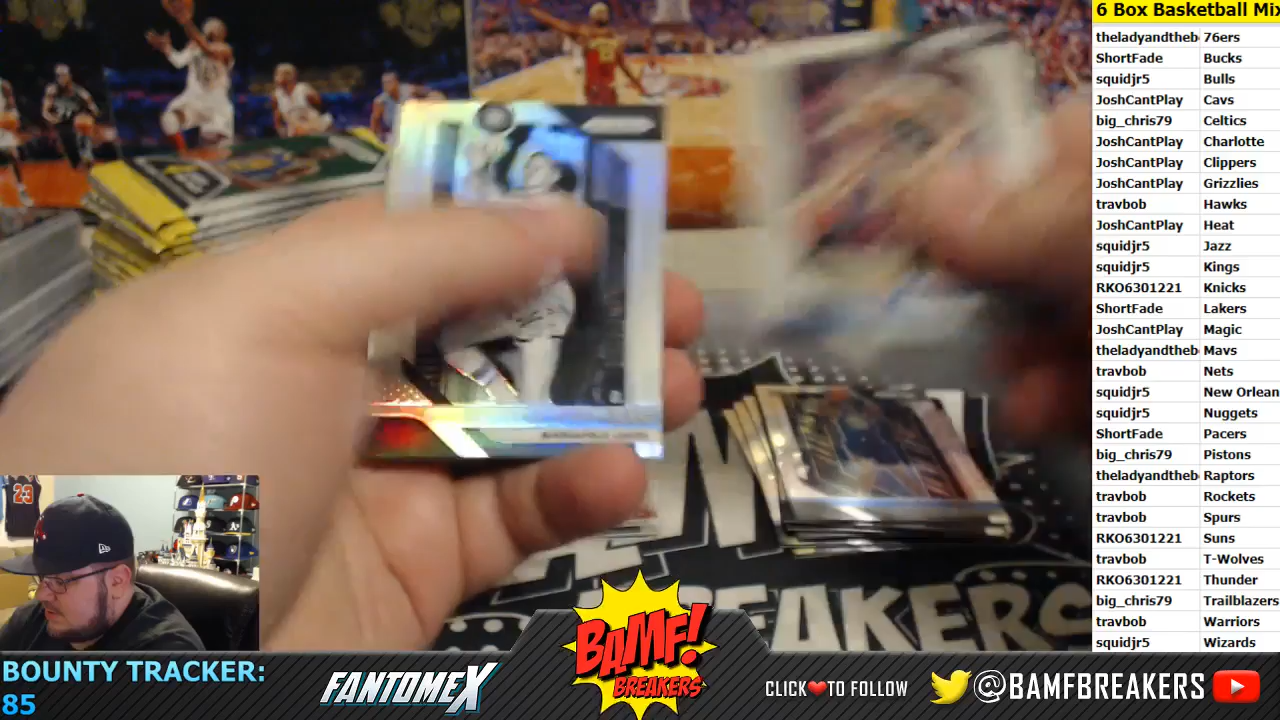 6 Box Basketball Mix
theladyandtheb 76ers
ShortFade Bucks
squidjr5 Bulls
JoshCantPlay Cavs
big_chris79 Celtics
JoshCantPlay Charlotte
JoshCantPlay Clippers
JoshCantPlay Grizzlies
travbob Hawks
JoshCantPlay Heat
squidjr5 Jazz
squidjr5 Kings
RKO6301221 Knicks
ShortFade Lakers
JoshCantPlay Magic
theladyandtheb Mavs
travbob Nets
squidjr5 New Orlean
squidjr5 Nuggets
ShortFade Pacers
big_chris79 Pistons
theladyandtheb Raptors
travbob Rockets
travbob Spurs
RKO6301221 Suns
travbob T-Wolves
RKO6301221 Thunder
big_chris79 Trailblazers
travbob Warriors
squidjr5 Wizards
23
BREAKERS
BOUNTY TRACKER:
85
FANTOMEX
BAMF!
BREAKERS
CLICK❤TO FOLLOW
@BAMFBREAKERS